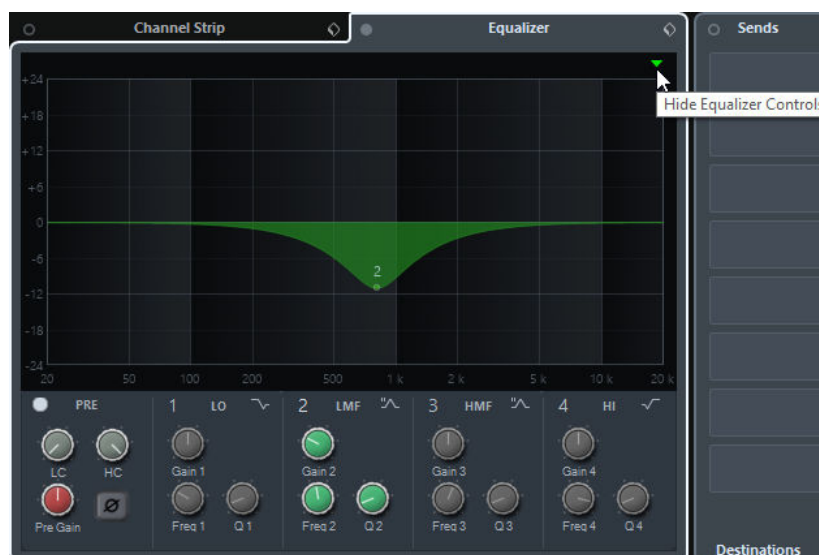 Channel Strip
Equalizer
Sends
Hide Equalizer Controls
+24
+18
+12
+6
0
-6
-12
-18
-24
2
20 50 100 200 500 1 k 2 k 5 k 10 k 20 k
PRE 1 LO 2 LMF 3 HMF 4 HI
LC HC Gain 1 Gain 2 Gain 3 Gain 4
Pre Gain Freq 1 Q 1 Freq 2 Q 2 Freq 3 Q 3 Freq 4 Q 4
Destinations